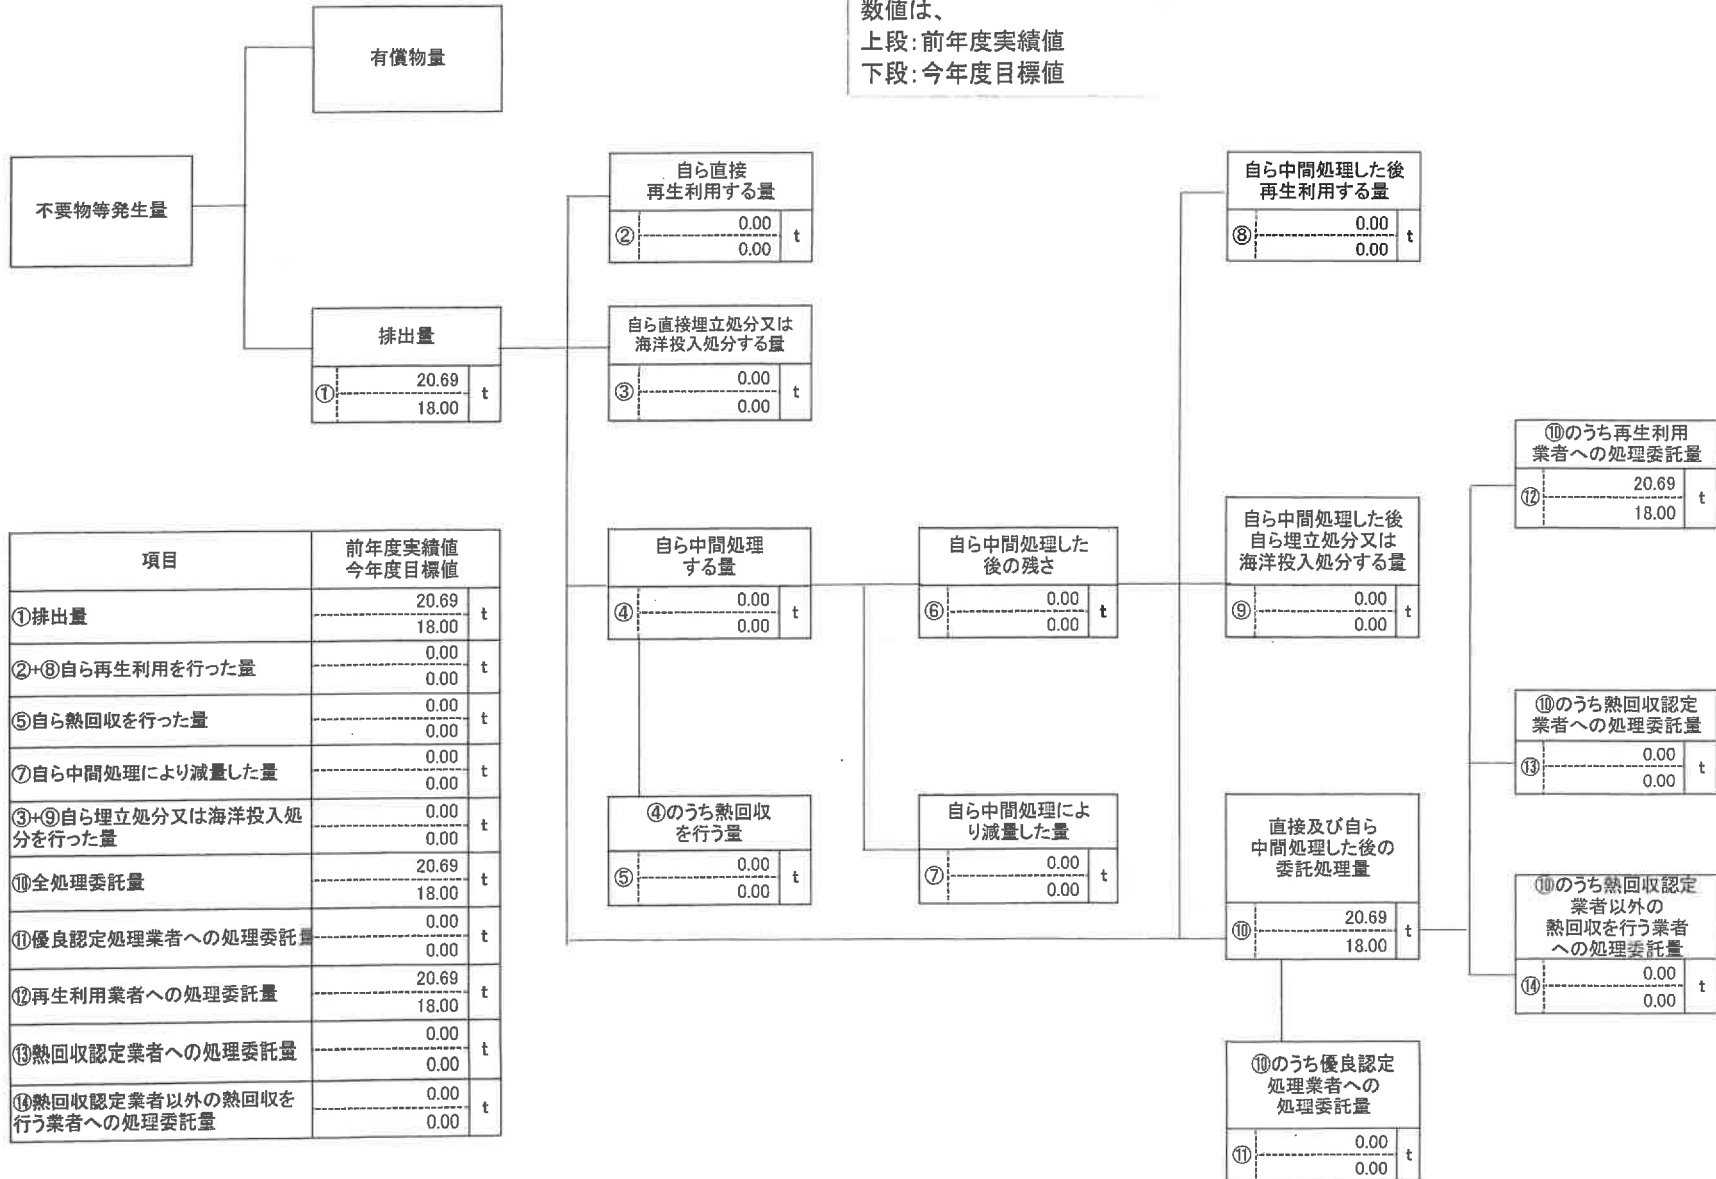 数値は、
上段:前年度実績値
下段:今年度目標値
有償物量
不要物等発生量
排出量
①
20.69
18.00
t
自ら直接
再生利用する量
②
0.00
0.00
t
自ら直接埋立処分又は
海洋投入処分する量
③
0.00
0.00
t
自ら中間処理
する量
④
0.00
0.00
t
④のうち熱回収
を行う量
⑤
0.00
0.00
t
自ら中間処理した
後の残さ
⑥
0.00
0.00
t
自ら中間処理によ
り減量した量
⑦
0.00
0.00
t
自ら中間処理した後
再生利用する量
⑧
0.00
0.00
t
自ら中間処理した後
自ら埋立処分又は
海洋投入処分する量
⑨
0.00
0.00
t
直接及び自ら
中間処理した後の
委託処理量
⑩
20.69
18.00
t
⑩のうち優良認定
処理業者への
処理委託量
⑪
0.00
0.00
t
⑩のうち再生利用
業者への処理委託量
⑫
20.69
18.00
t
⑩のうち熱回収認定
業者への処理委託量
⑬
0.00
0.00
t
⑩のうち熱回収認定
業者以外の
熱回収を行う業者
への処理委託量
⑭
0.00
0.00
t
項目
前年度実績値
今年度目標値
①排出量
20.69
18.00
t
②+⑧自ら再生利用を行った量
0.00
0.00
t
⑤自ら熱回収を行った量
0.00
0.00
t
⑦自ら中間処理により減量した量
0.00
0.00
t
③+⑨自ら埋立処分又は海洋投入処
分を行った量
0.00
0.00
t
⑩全処理委託量
20.69
18.00
t
⑪優良認定処理業者への処理委託量
0.00
0.00
t
⑫再生利用業者への処理委託量
20.69
18.00
t
⑬熱回収認定業者への処理委託量
0.00
0.00
t
⑭熱回収認定業者以外の熱回収を
行う業者への処理委託量
0.00
0.00
t